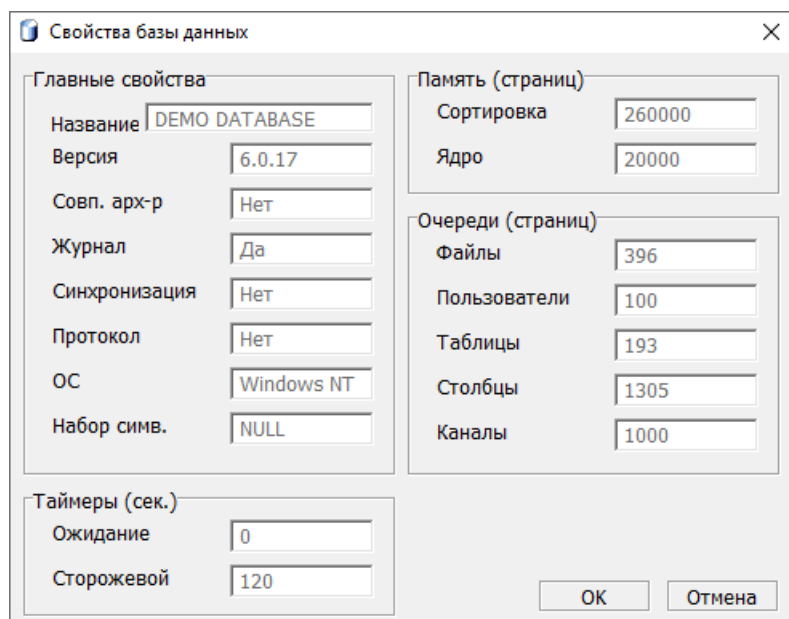 Свойства базы данных
Главные свойства
Название DEMO DATABASE
Версия 6.0.17
Совп. арх-р Нет
Журнал Да
Синхронизация Нет
Протокол Нет
ОС Windows NT
Набор симв. NULL
Таймеры (сек.)
Ожидание 0
Сторожевой 120
Память (страниц)
Сортировка 260000
Ядро 20000
Очереди (страниц)
Файлы 396
Пользователи 100
Таблицы 193
Столбцы 1305
Каналы 1000
OK Отмена